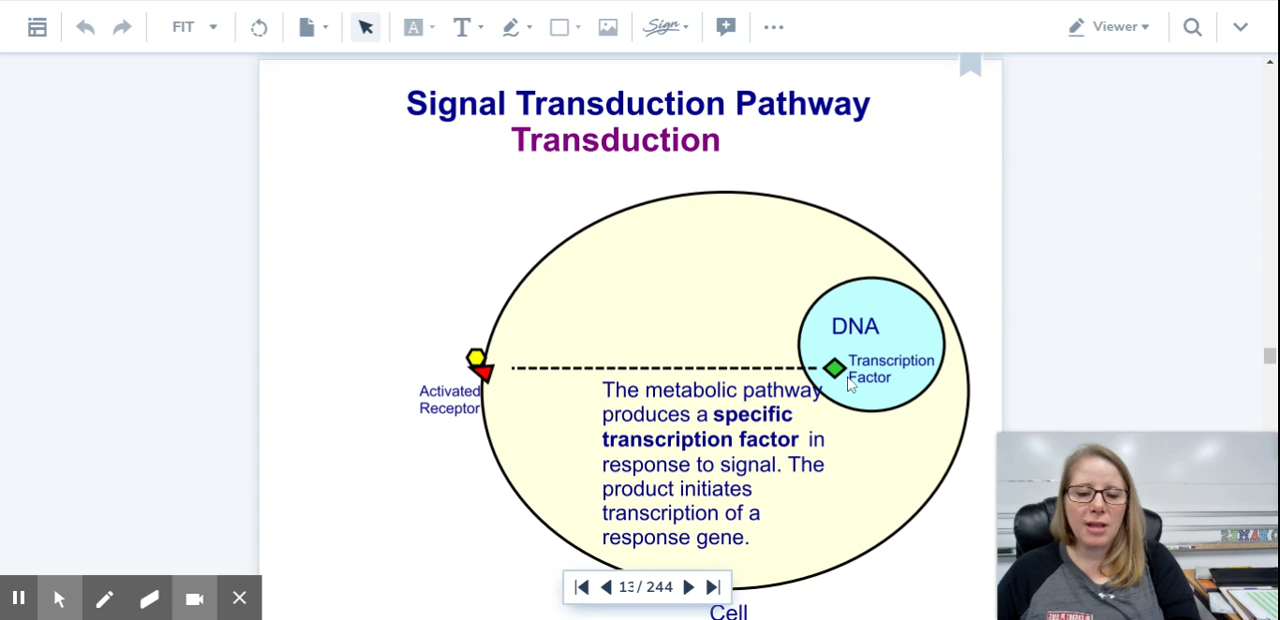 FIT
A
T
Sign
Viewer
Signal Transduction Pathway
Transduction
DNA
Transcription
Factor
Activated
Receptor
The metabolic pathway
produces a specific
transcription factor in
response to signal. The
product initiates
transcription of a
response gene.
/ 244
Cell